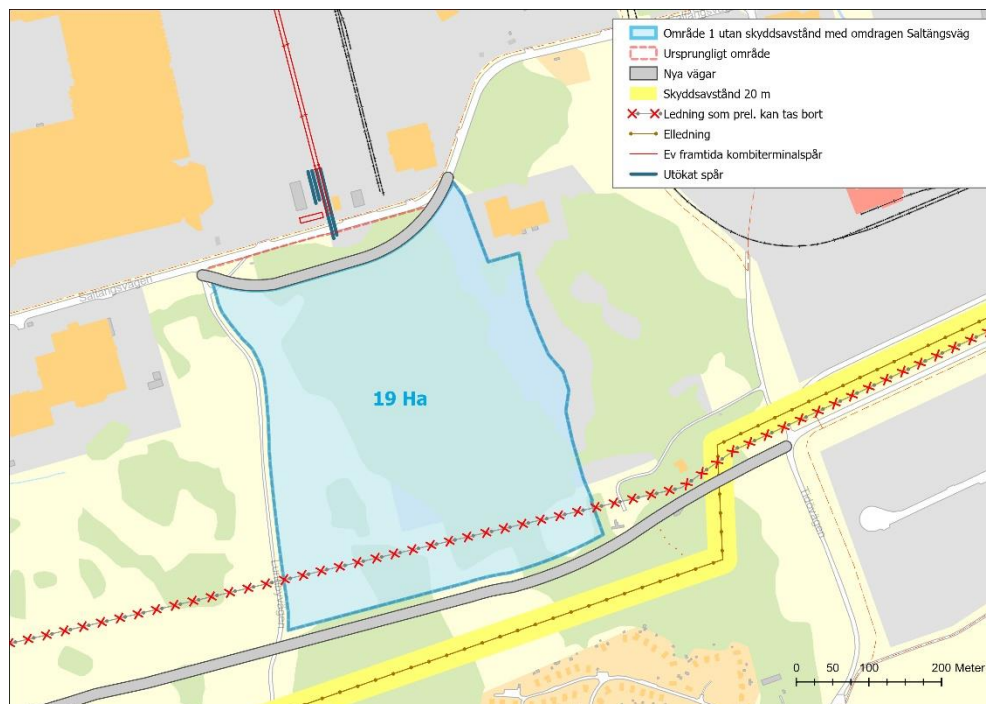 Område 1 utan skyddsavstånd med omdragen Saltängsväg
Ursprungligt område
Nya vägar
Skyddsavstånd 20 m
Ledning som prel. kan tas bort
Elledning
Ev framtida kombiterminalspår
Utökat spår
Saltängsvägen
19 Ha
0 50 100 200 Meter